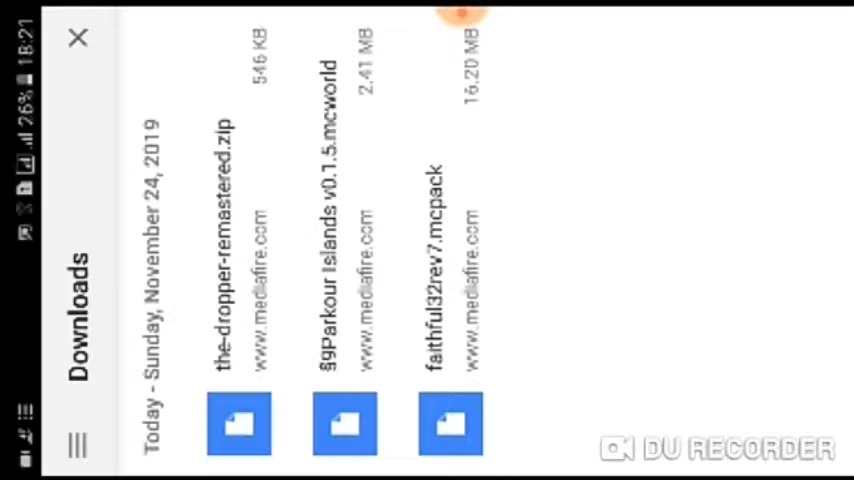 26% 18:21
Downloads
Today - Sunday, November 24, 2019
the-dropper-remastered.zip
www.mediafire.com 546 KB
§9Parkour Islands v0.1.5.mcworld
www.mediafire.com 2.41 MB
faithful32rev7.mcpack
www.mediafire.com 16.20 MB
DU RECORDER